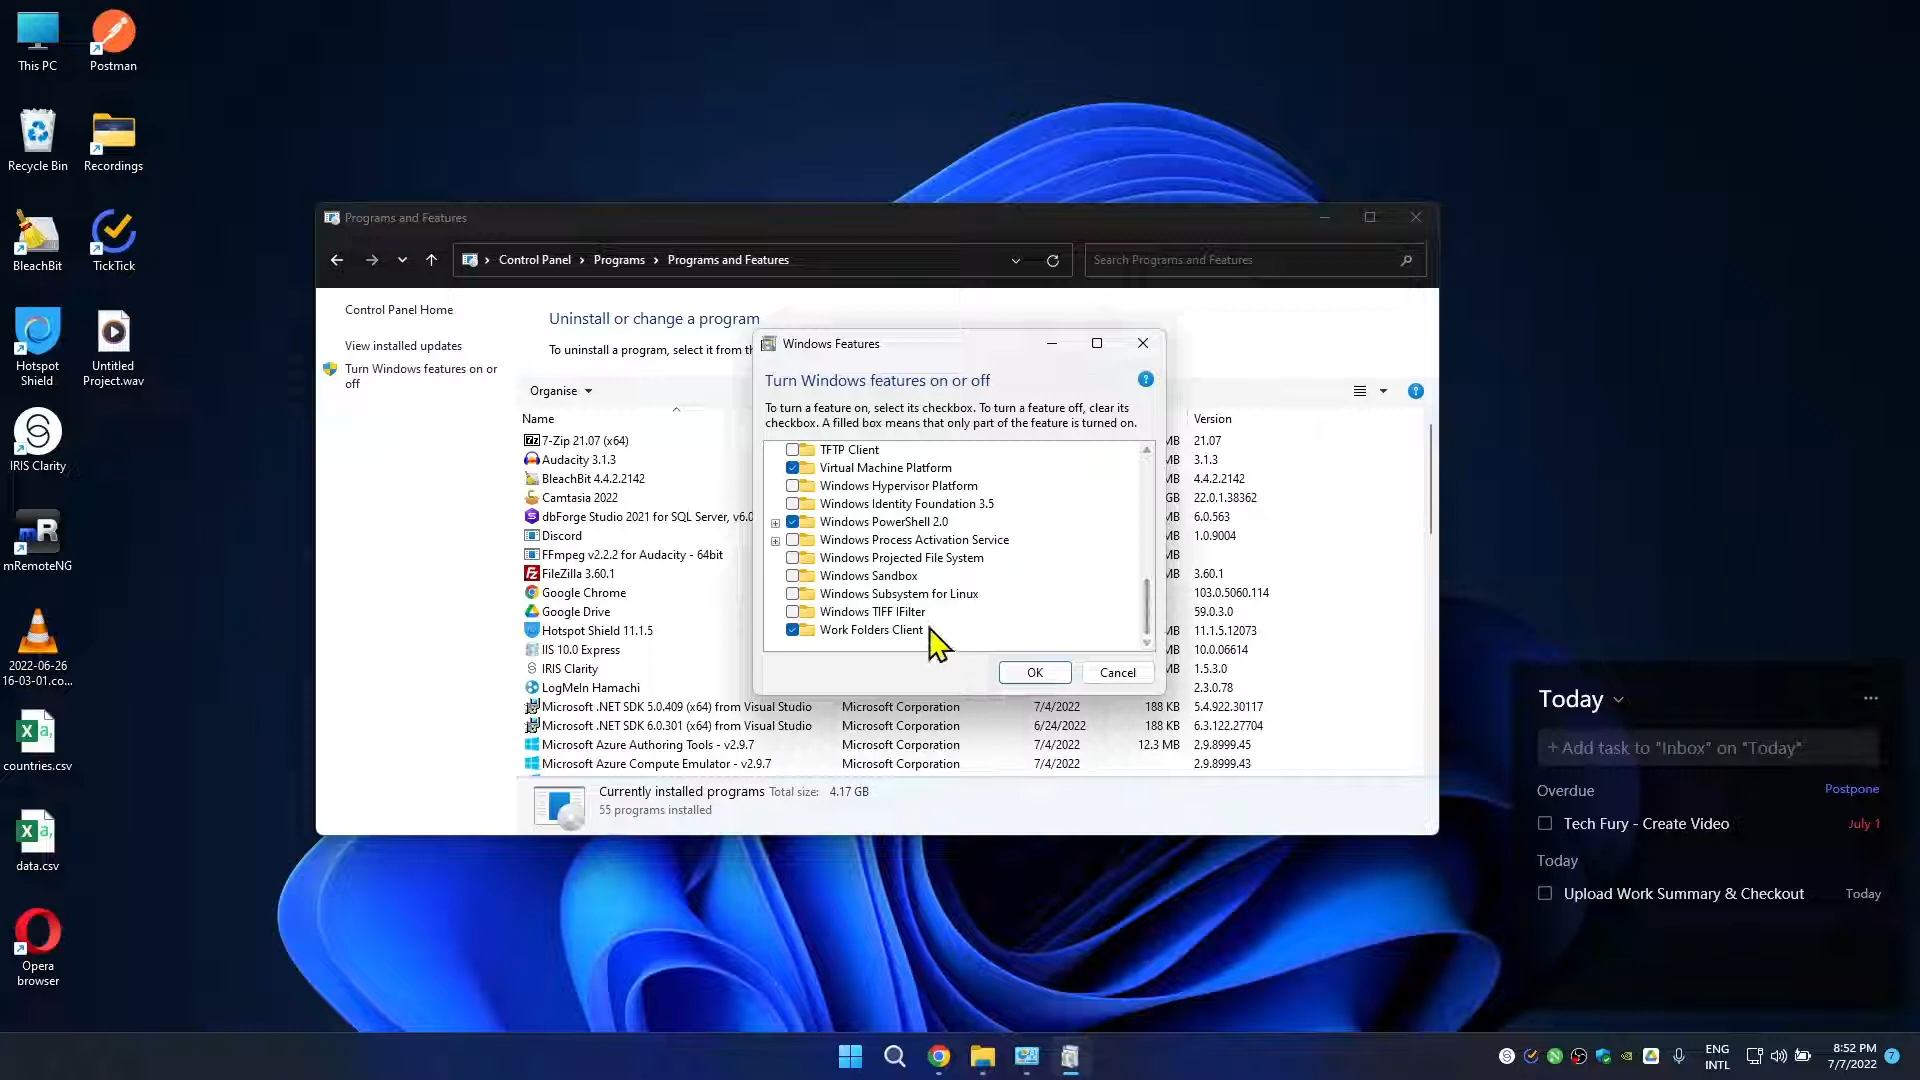 This PC
Postman
Recycle Bin
Recordings
BleachBit
TickTick
Hotspot
Shield
Untitled
Project.wav
IRIS Clarity
mRemoteNG
2022-06-26
16-03-01.co...
countries.csv
data.csv
Opera
browser
Programs and Features
Control Panel > Programs > Programs and Features
Search Programs and Features
Control Panel Home
View installed updates
Turn Windows features on or
off
Uninstall or change a program
To uninstall a program, select it from th
Organise
Name
Version
7-Zip 21.07 (x64) MB 21.07
Audacity 3.1.3 MB 3.1.3
BleachBit 4.4.2.2142 MB 4.4.2.2142
Camtasia 2022 GB 22.0.1.38362
dbForge Studio 2021 for SQL Server, v6.0 MB 6.0.563
Discord MB 1.0.9004
FFmpeg v2.2.2 for Audacity - 64bit MB
FileZilla 3.60.1 3.60.1
Google Chrome 103.0.5060.114
Google Drive 59.0.3.0
Hotspot Shield 11.1.5 MB 11.1.5.12073
IIS 10.0 Express MB 10.0.06614
IRIS Clarity MB 1.5.3.0
LogMeIn Hamachi 2.3.0.78
Microsoft .NET SDK 5.0.409 (x64) from Visual Studio Microsoft Corporation 7/4/2022 188 KB 5.4.922.30117
Microsoft .NET SDK 6.0.301 (x64) from Visual Studio Microsoft Corporation 6/24/2022 188 KB 6.3.122.27704
Microsoft Azure Authoring Tools - v2.9.7 Microsoft Corporation 7/4/2022 12.3 MB 2.9.8999.45
Microsoft Azure Compute Emulator - v2.9.7 Microsoft Corporation 7/4/2022 2.9.8999.43
Currently installed programs Total size: 4.17 GB
55 programs installed
Windows Features
Turn Windows features on or off
To turn a feature on, select its checkbox. To turn a feature off, clear its
checkbox. A filled box means that only part of the feature is turned on.
TFTP Client
Virtual Machine Platform
Windows Hypervisor Platform
Windows Identity Foundation 3.5
Windows PowerShell 2.0
Windows Process Activation Service
Windows Projected File System
Windows Sandbox
Windows Subsystem for Linux
Windows TIFF IFilter
Work Folders Client
OK
Cancel
Today
+ Add task to "Inbox" on "Today"
Overdue
Postpone
Tech Fury - Create Video July 1
Today
Upload Work Summary & Checkout Today
ENG
INTL
8:52 PM
7/7/2022
7